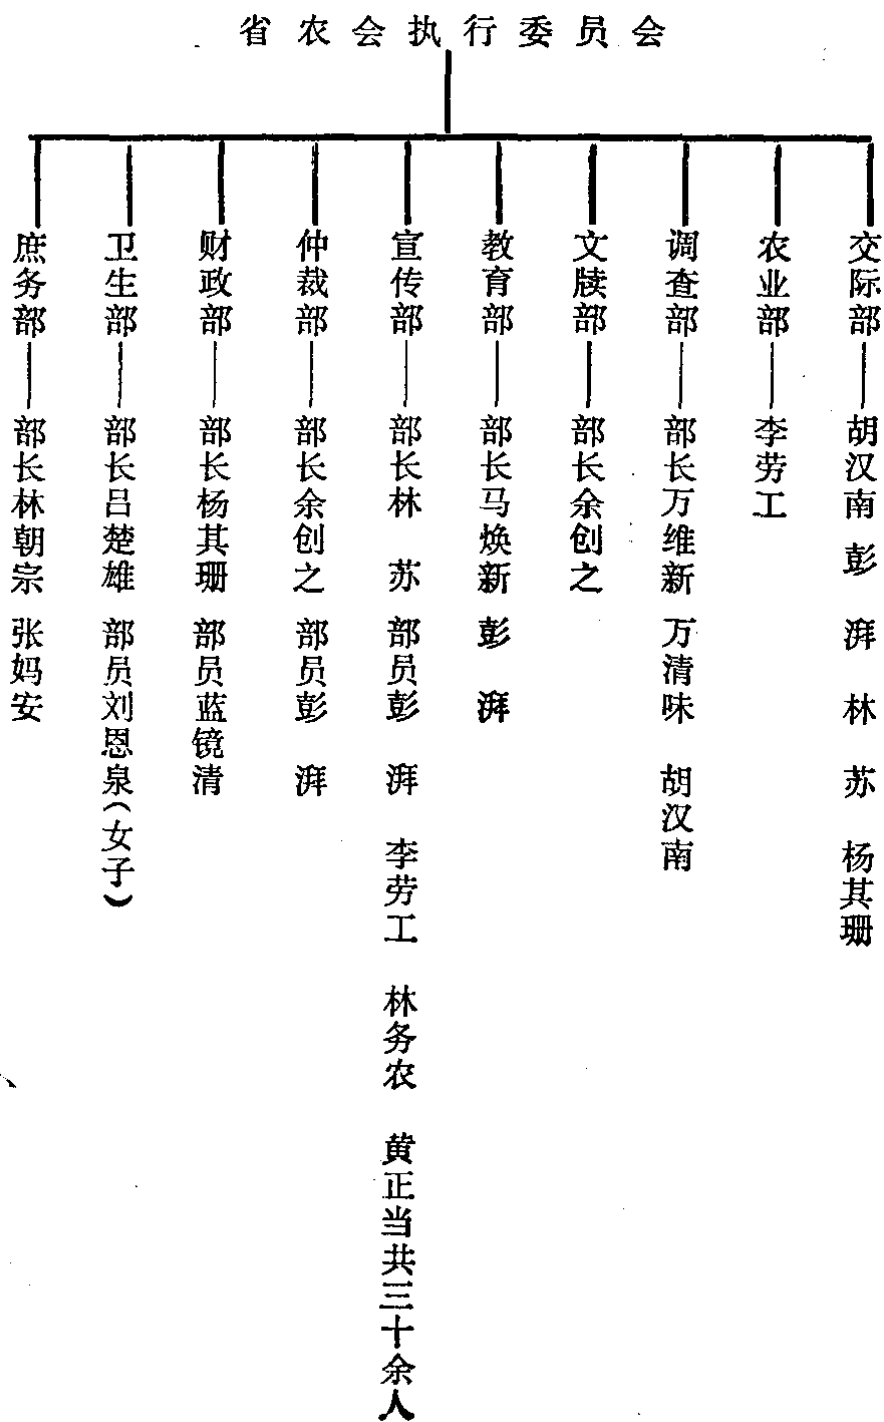 省农会执行委员会
庶务部——部长林朝宗 张妈安
卫生部——部长吕楚雄 部员刘恩泉(女子)
财政部——部长杨其珊 部员蓝镜清
仲裁部——部长余创之 部员彭 湃
宣传部——部长林 苏 部员彭 湃 李劳工 林务农 黄正当共三十余人
教育部——部长马焕新 彭 湃
文牍部——部长余创之
调查部——部长万维新 万清味 胡汉南
农业部——李劳工
交际部——胡汉南 彭 湃 林 苏 杨其珊